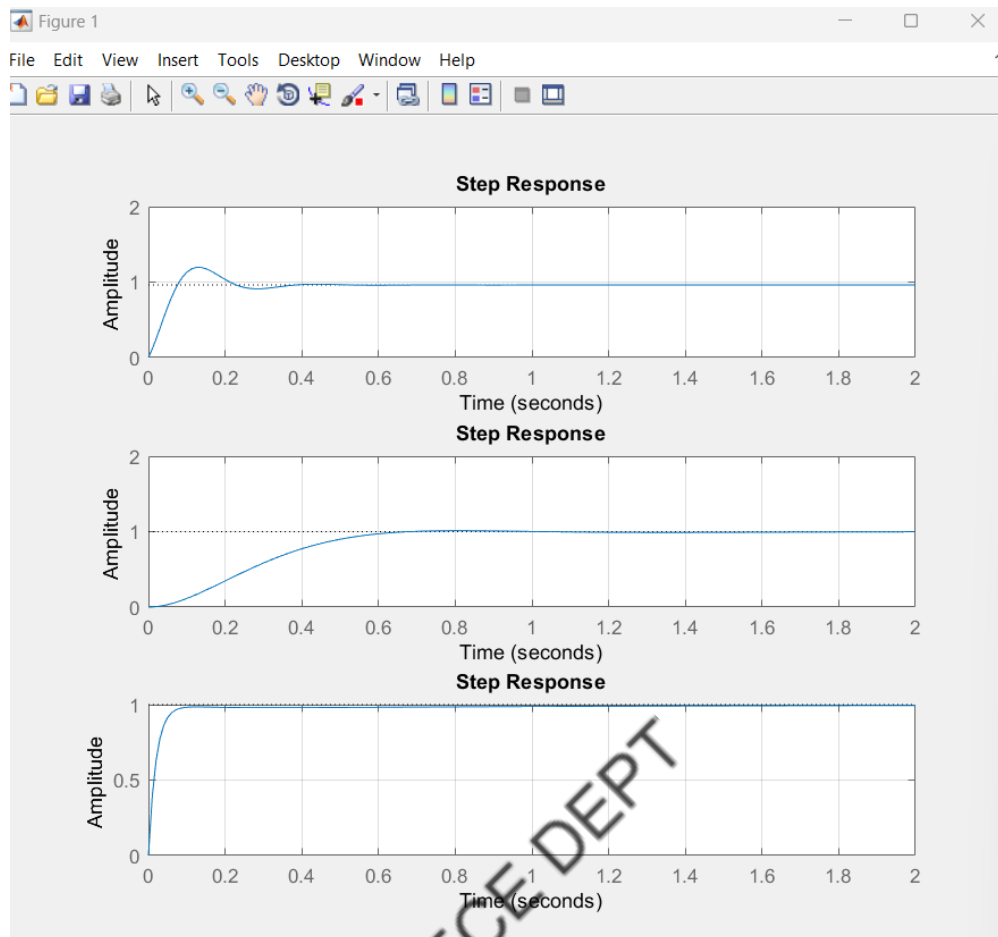 Figure 1
File Edit View Insert Tools Desktop Window Help
Step Response
2
1
0
Amplitude
0 0.2 0.4 0.6 0.8 1 1.2 1.4 1.6 1.8 2
Time (seconds)
Step Response
2
1
0
Amplitude
0 0.2 0.4 0.6 0.8 1 1.2 1.4 1.6 1.8 2
Time (seconds)
Step Response
1
0.5
0
Amplitude
0 0.2 0.4 0.6 0.8 1 1.2 1.4 1.6 1.8 2
Time (seconds)
ECE DEPT